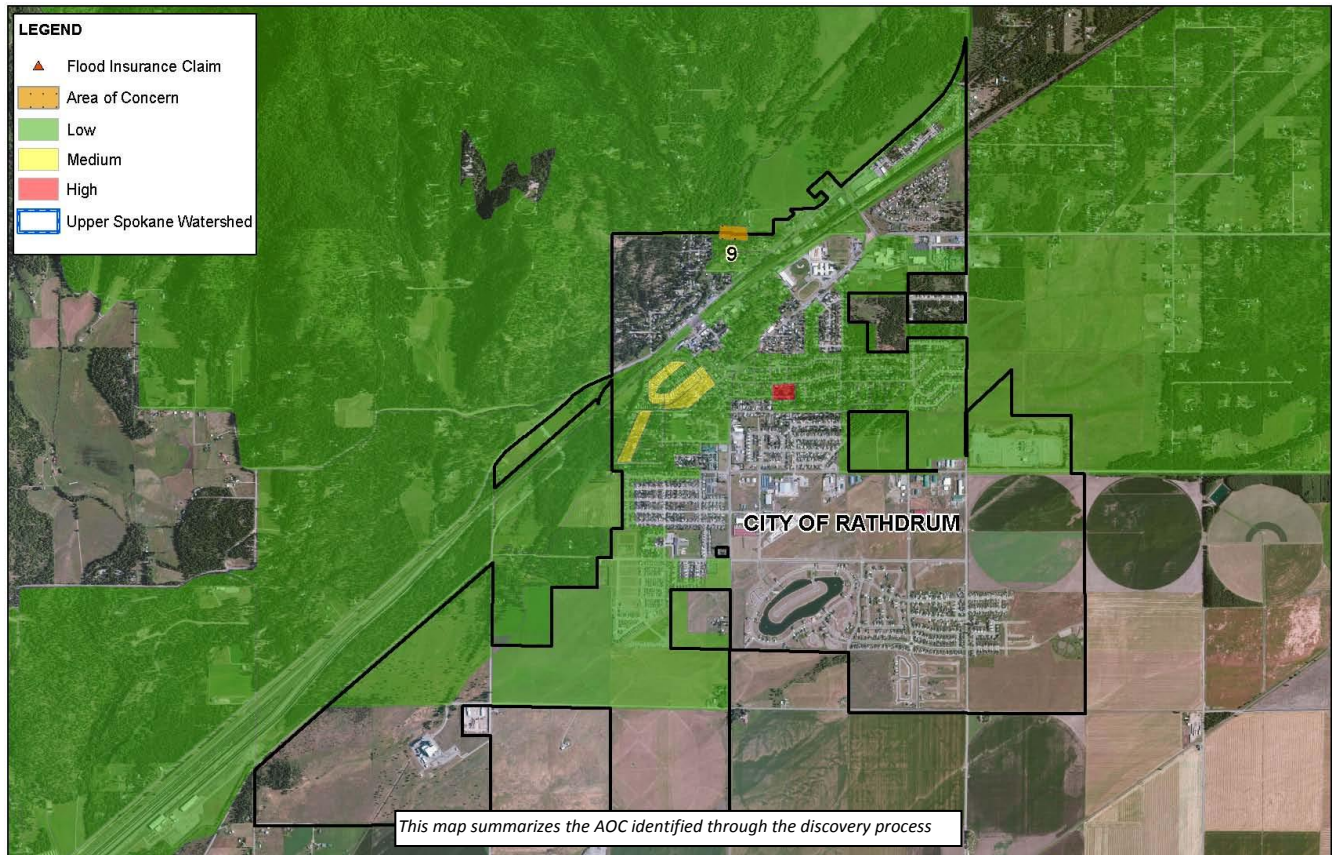 LEGEND
Flood Insurance Claim
Area of Concern
Low
Medium
High
Upper Spokane Watershed
9
CITY OF RATHDRUM
This map summarizes the AOC identified through the discovery process